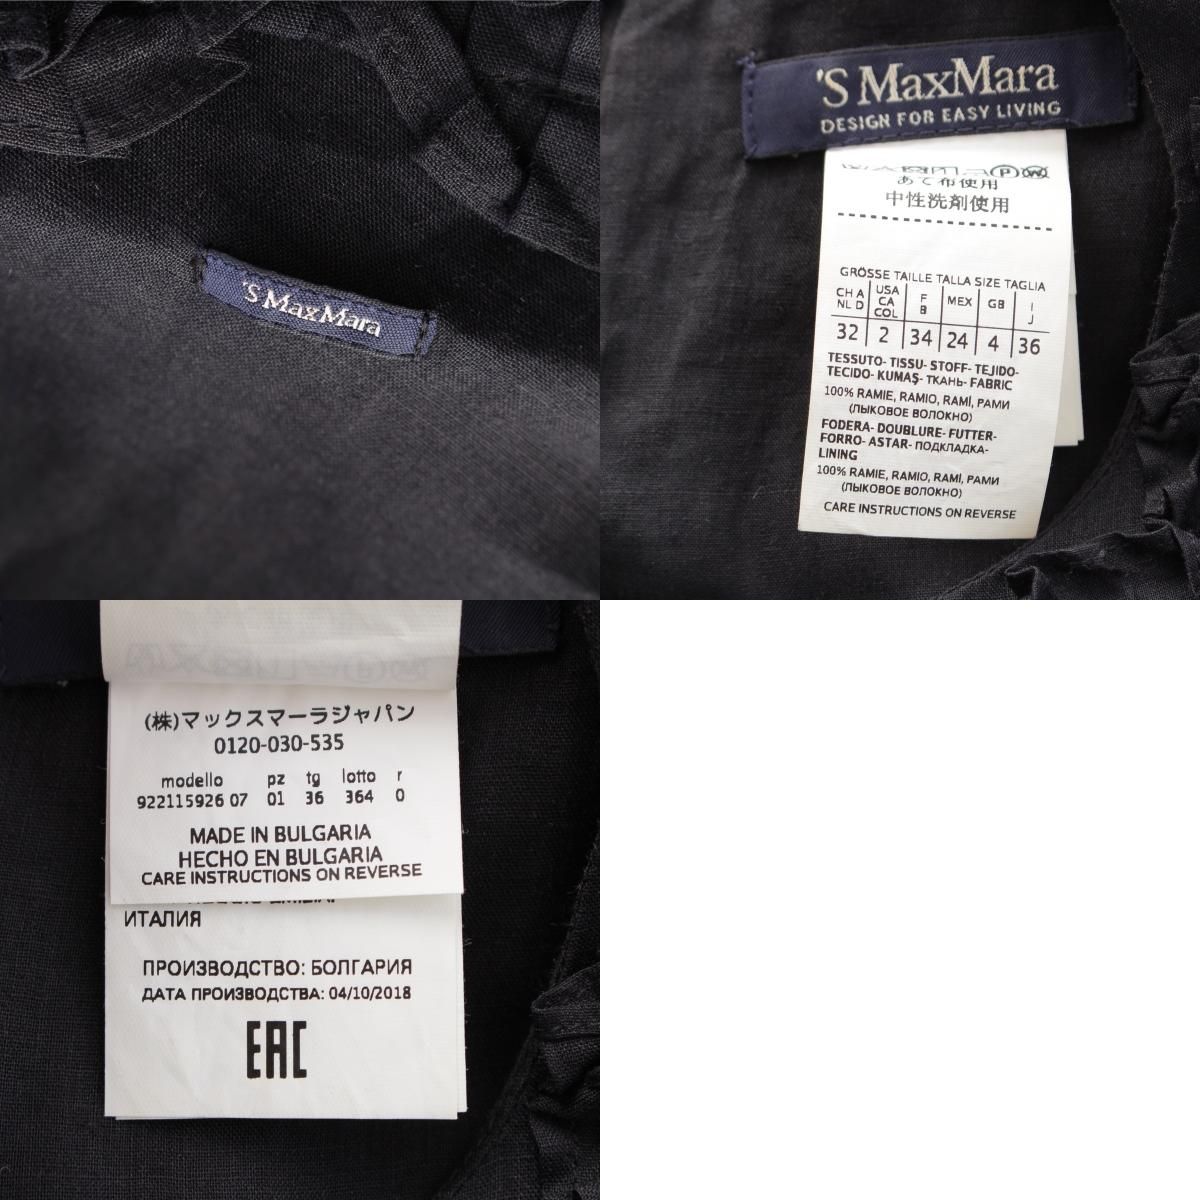 'S MaxMara
'S MaxMara
DESIGN FOR EASY LIVING
あて布使用
中性洗剤使用
GRÖSSE TAILLE TALLA SIZE TAGLIA
CH A NL D USA CA COL F B MEX GB I J
32 2 34 24 4 36
TESSUTO- TISSU- STOFF- TEJIDO-
TECIDO- KUMAŞ- ТКАНЬ- FABRIC
100% RAMIE, RAMIO, RAMÍ, РАМИ
(ЛЫКОВОЕ ВОЛОКНО)
FODERA- DOUBLURE- FUTTER-
FORRO- ASTAR- ПОДКЛАДКА-
LINING
100% RAMIE, RAMIO, RAMÍ, РАМИ
(ЛЫКОВОЕ ВОЛОКНО)
CARE INSTRUCTIONS ON REVERSE
(株)マックスマーラジャパン
0120-030-535
modello pz tg lotto r
922115926 07 01 36 364 0
MADE IN BULGARIA
HECHO EN BULGARIA
CARE INSTRUCTIONS ON REVERSE
ИТАЛИЯ
ПРОИЗВОДСТВО: БОЛГАРИЯ
ДАТА ПРОИЗВОДСТВА: 04/10/2018
EAC